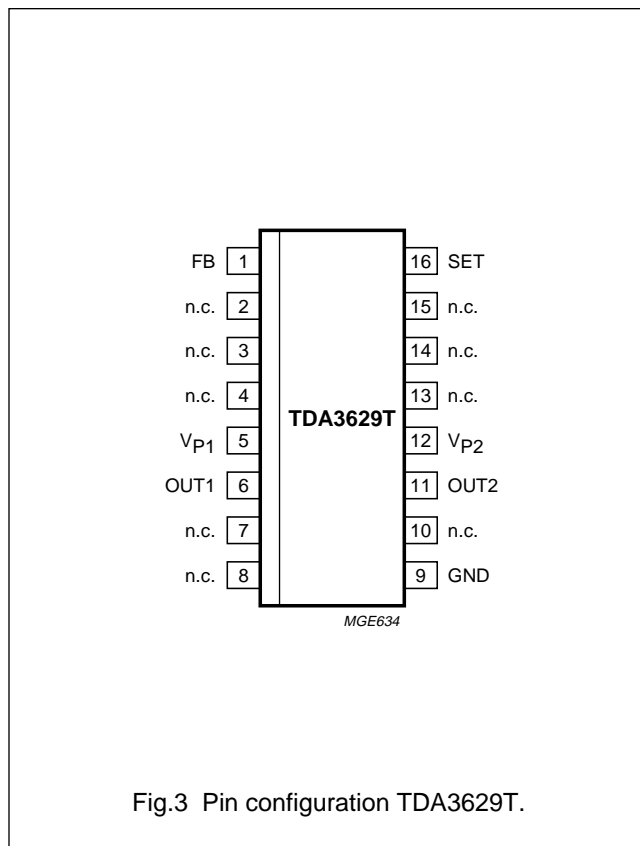 FB 1 16 SET
n.c. 2 15 n.c.
n.c. 3 14 n.c.
n.c. 4 13 n.c.
TDA3629T
VP1 5 12 VP2
OUT1 6 11 OUT2
n.c. 7 10 n.c.
n.c. 8 9 GND
MGE634
Fig.3 Pin configuration TDA3629T.